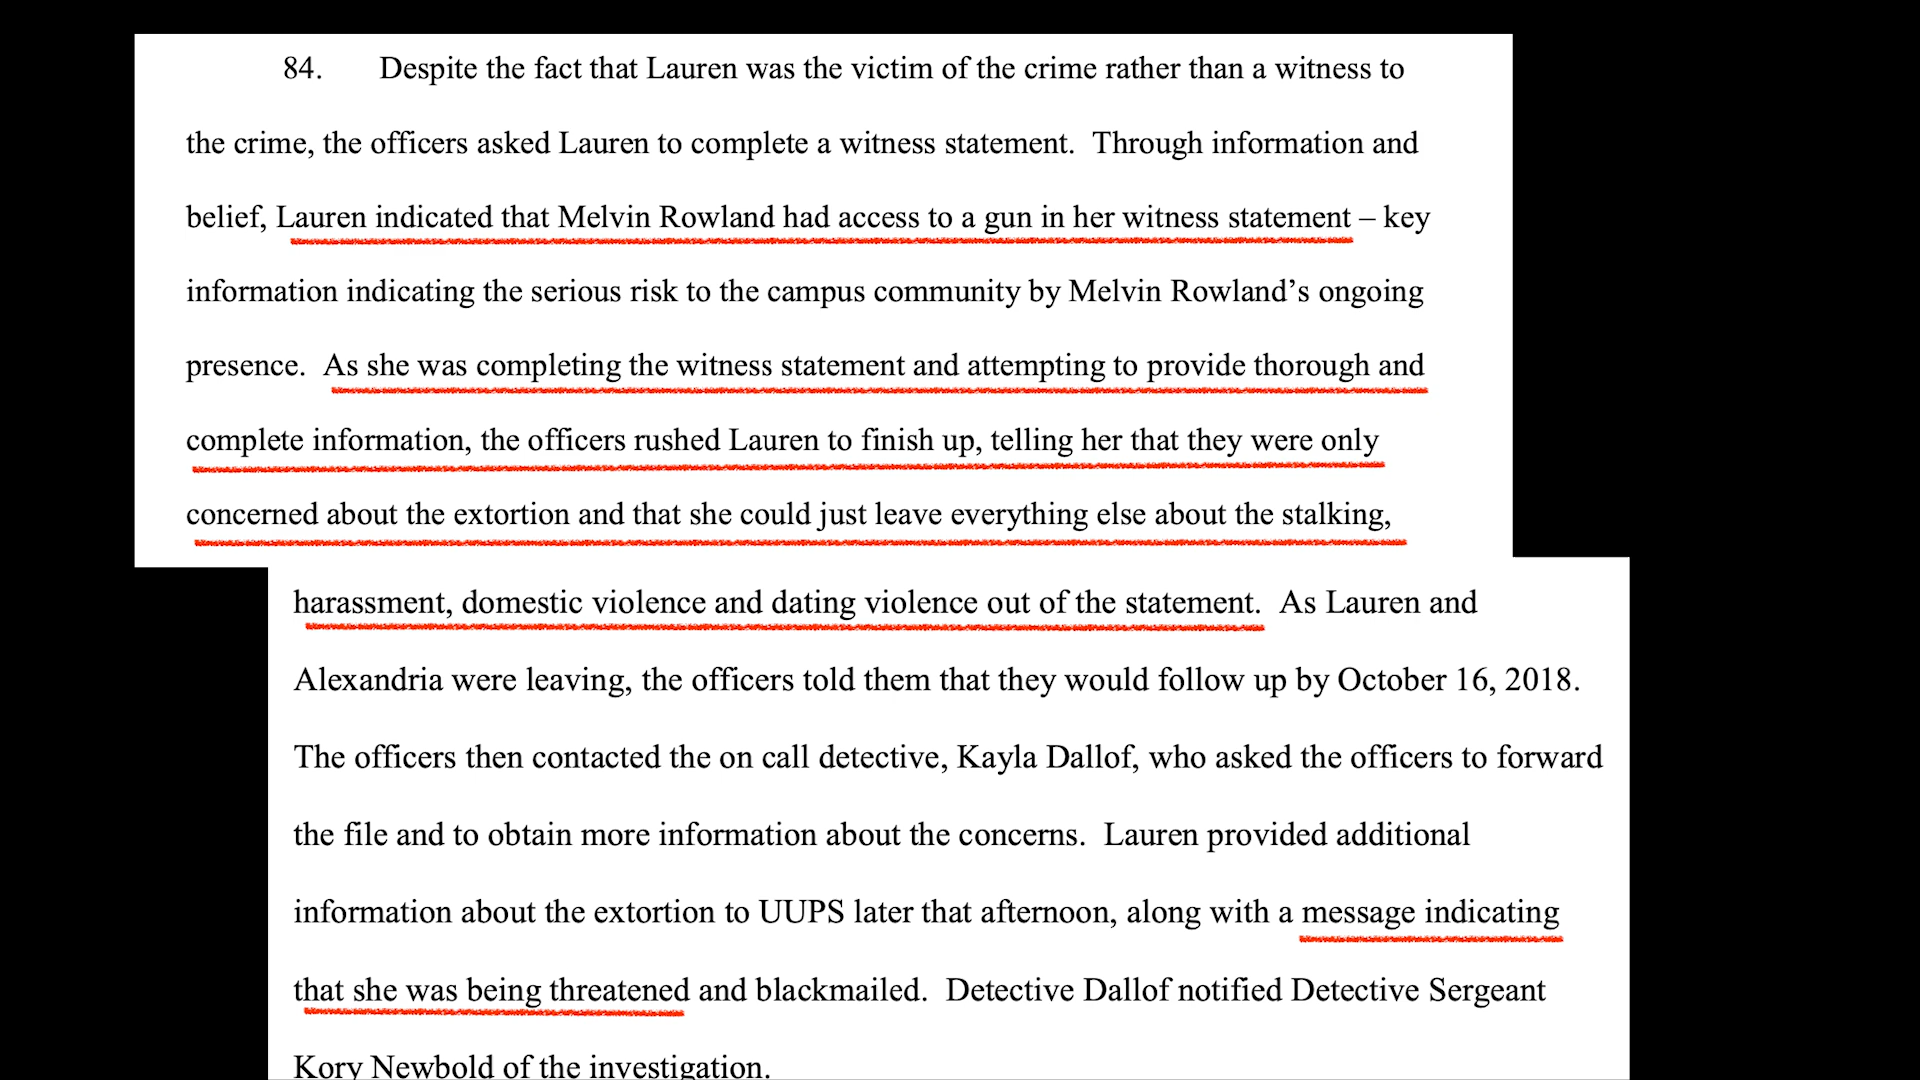 84. Despite the fact that Lauren was the victim of the crime rather than a witness to
the crime, the officers asked Lauren to complete a witness statement. Through information and
belief, Lauren indicated that Melvin Rowland had access to a gun in her witness statement – key
information indicating the serious risk to the campus community by Melvin Rowland’s ongoing
presence. As she was completing the witness statement and attempting to provide thorough and
complete information, the officers rushed Lauren to finish up, telling her that they were only
concerned about the extortion and that she could just leave everything else about the stalking,
harassment, domestic violence and dating violence out of the statement. As Lauren and
Alexandria were leaving, the officers told them that they would follow up by October 16, 2018.
The officers then contacted the on call detective, Kayla Dallof, who asked the officers to forward
the file and to obtain more information about the concerns. Lauren provided additional
information about the extortion to UUPS later that afternoon, along with a message indicating
that she was being threatened and blackmailed. Detective Dallof notified Detective Sergeant
Kory Newbold of the investigation.